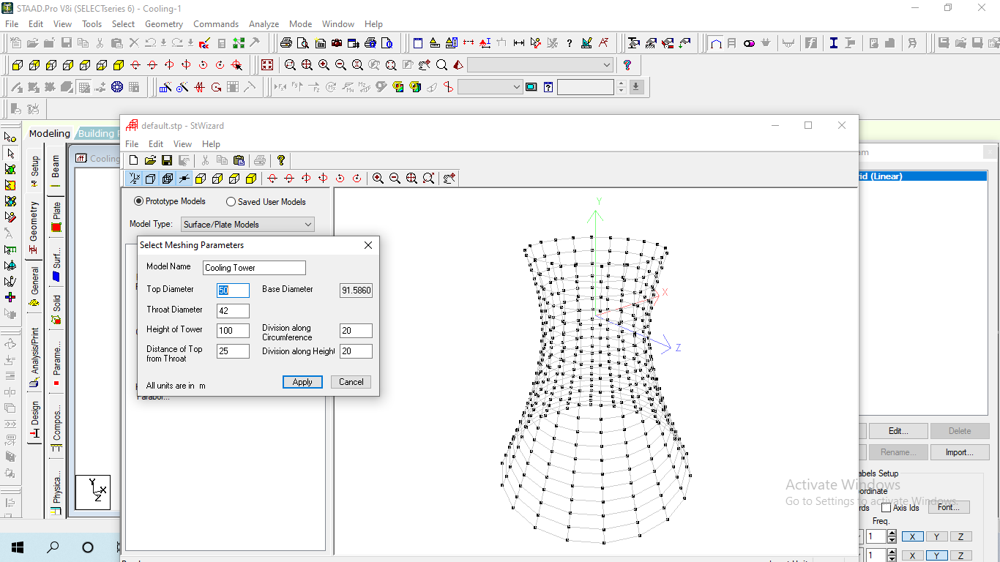 STAAD.Pro V8i (SELECTseries 6) - Cooling-1
File Edit View Tools Select Geometry Commands Analyze Mode Window Help
Modeling Building
Cooling
Setup
Geometry
General
Analysis/Print
Design
Beam
Plate
Surf...
Solid
Parame...
Compos...
Physica...
default.stp - StWizard
File Edit View Help
Prototype Models Saved User Models
Model Type: Surface/Plate Models
Select Meshing Parameters
Model Name Cooling Tower
Top Diameter 50 Base Diameter 91.5860
Throat Diameter 42
Height of Tower 100 Division along Circumference 20
Distance of Top from Throat 25 Division along Height 20
All units are in m
Apply Cancel
Parabol...
Y
X
Z
Y
X
Z
rid (Linear)
Edit... Delete
Rename... Import...
abels Setup
ordinate
Activate Windows
Go to Settings to activate Windows.
rds Axis Ids Font...
Freq.
1 X Y Z
1 X Y Z